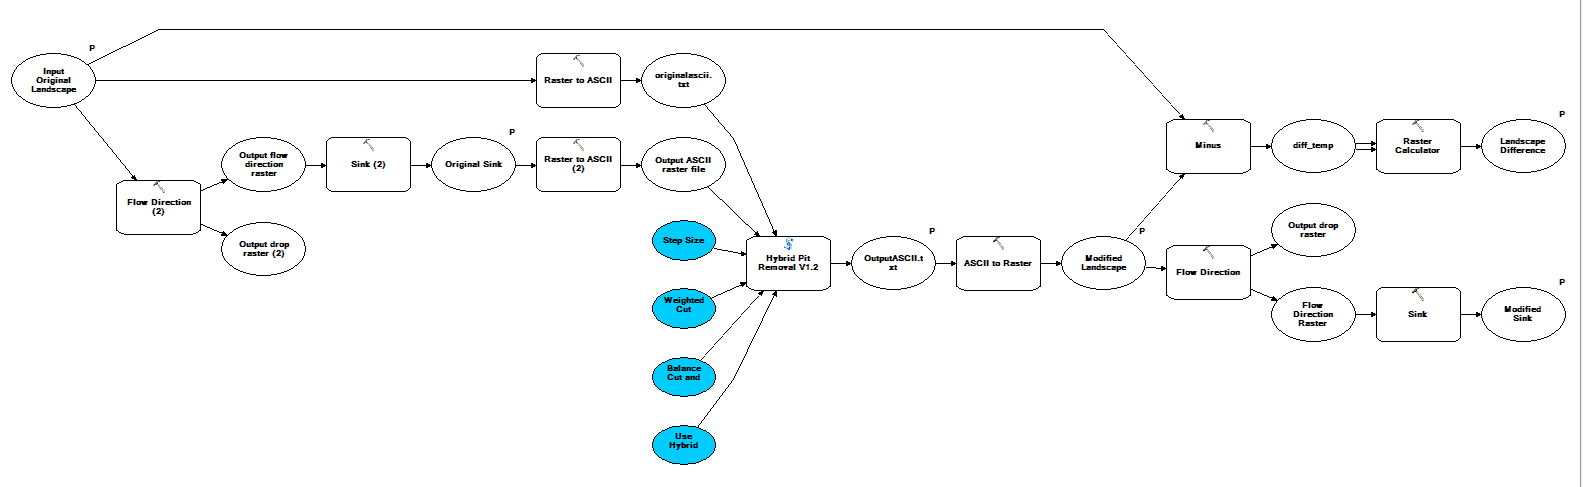 P
Input
Original
Landscape
Raster to ASCII
originalascii.
txt
Output flow
direction
raster
Sink (2)
P
Original Sink
Raster to ASCII
(2)
Output ASCII
raster file
Flow Direction
(2)
Output drop
raster (2)
Step Size
Weighted
Cut
Balance
Cut and
Use
Hybrid
Hybrid Pit
Removal V1.2
P
OutputASCII.t
xt
ASCII to Raster
P
Modified
Landscape
Minus
diff_temp
Raster
Calculator
P
Landscape
Difference
Flow Direction
Output drop
raster
Flow
Direction
Raster
Sink
P
Modified
Sink